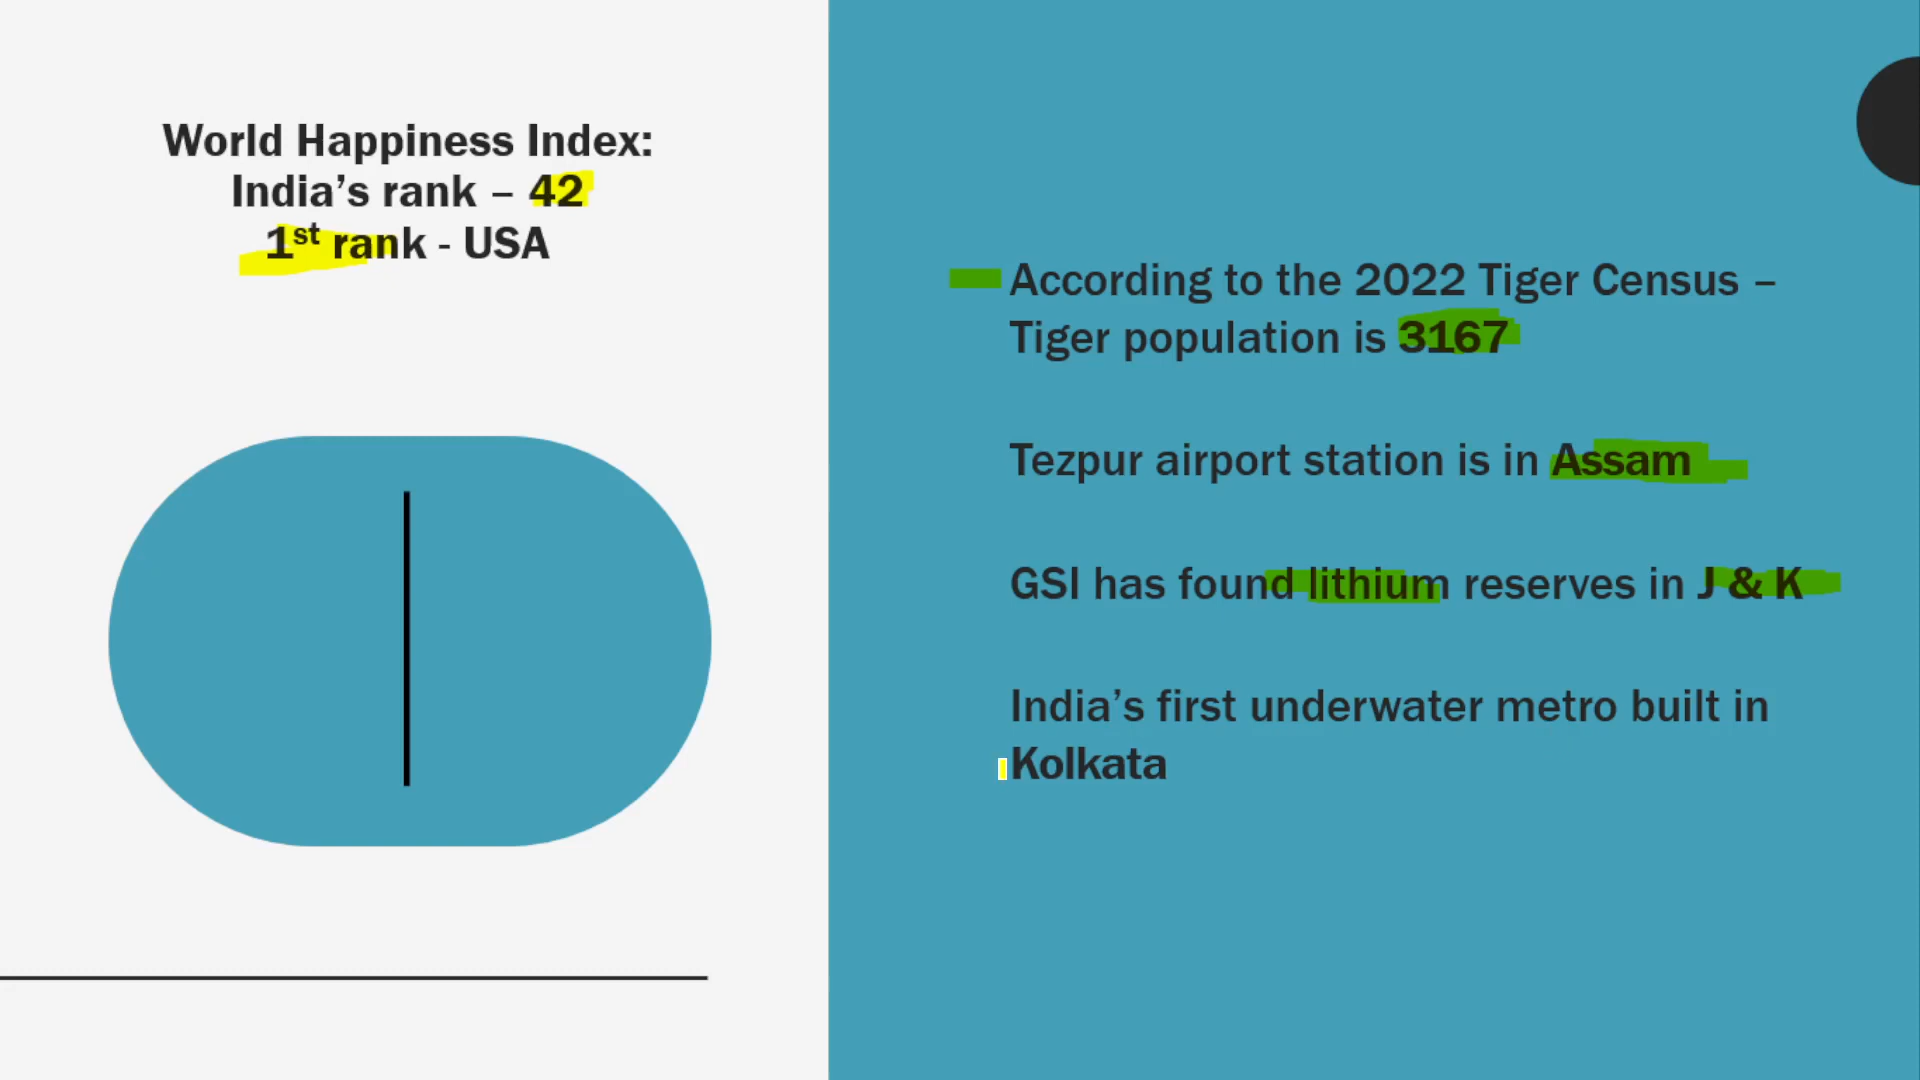 World Happiness Index:
India’s rank – 42
1st rank - USA
According to the 2022 Tiger Census –
Tiger population is 3167
Tezpur airport station is in Assam
GSI has found lithium reserves in J & K
India’s first underwater metro built in
Kolkata